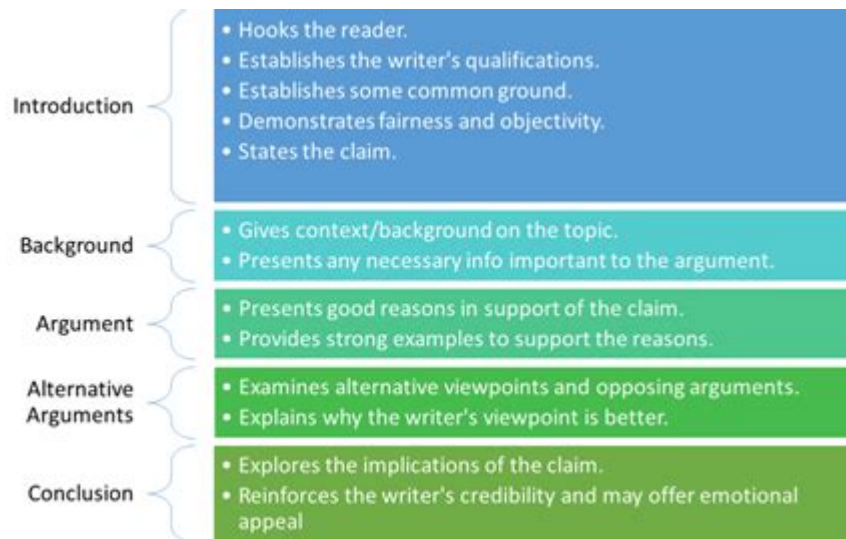 Introduction
• Hooks the reader.
• Establishes the writer's qualifications.
• Establishes some common ground.
• Demonstrates fairness and objectivity.
• States the claim.
Background
• Gives context/background on the topic.
• Presents any necessary info important to the argument.
Argument
• Presents good reasons in support of the claim.
• Provides strong examples to support the reasons.
Alternative
Arguments
• Examines alternative viewpoints and opposing arguments.
• Explains why the writer's viewpoint is better.
Conclusion
• Explores the implications of the claim.
• Reinforces the writer's credibility and may offer emotional
appeal